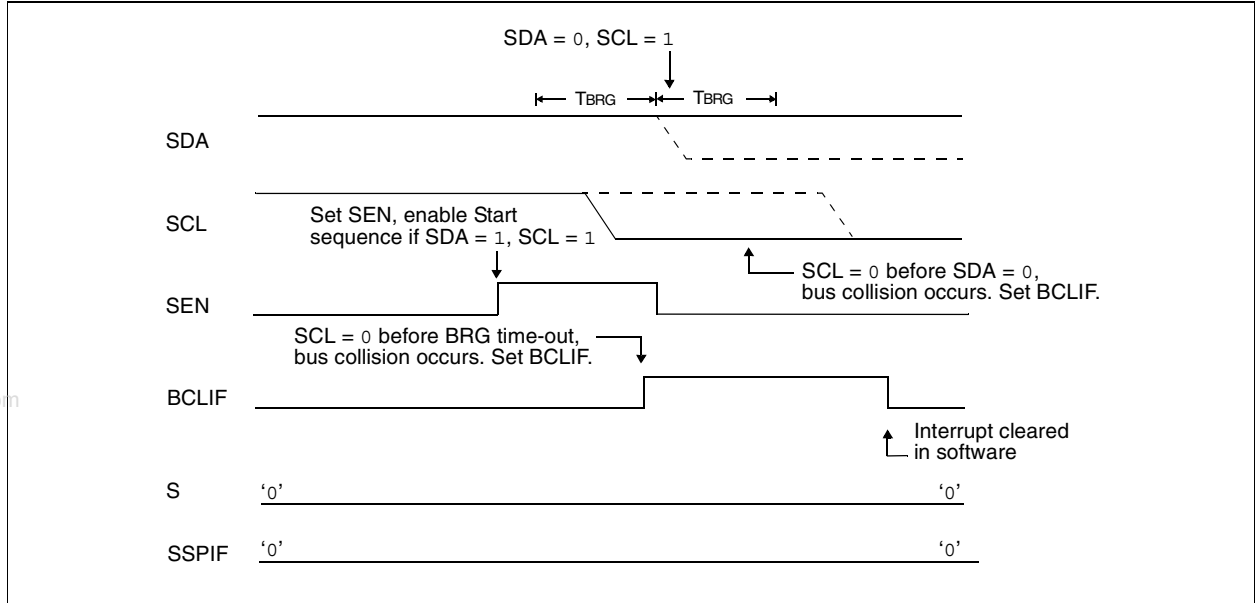 SDA = 0, SCL = 1
TBRG TBRG
SDA
SCL
Set SEN, enable Start
sequence if SDA = 1, SCL = 1
SCL = 0 before SDA = 0,
bus collision occurs. Set BCLIF.
SEN
SCL = 0 before BRG time-out,
bus collision occurs. Set BCLIF.
BCLIF
om
Interrupt cleared
in software
S ‘0’ ‘0’
SSPIF ‘0’ ‘0’